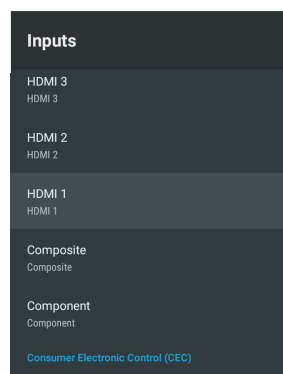 Inputs
HDMI 3
HDMI 3
HDMI 2
HDMI 2
HDMI 1
HDMI 1
Composite
Composite
Component
Component
Consumer Electronic Control (CEC)